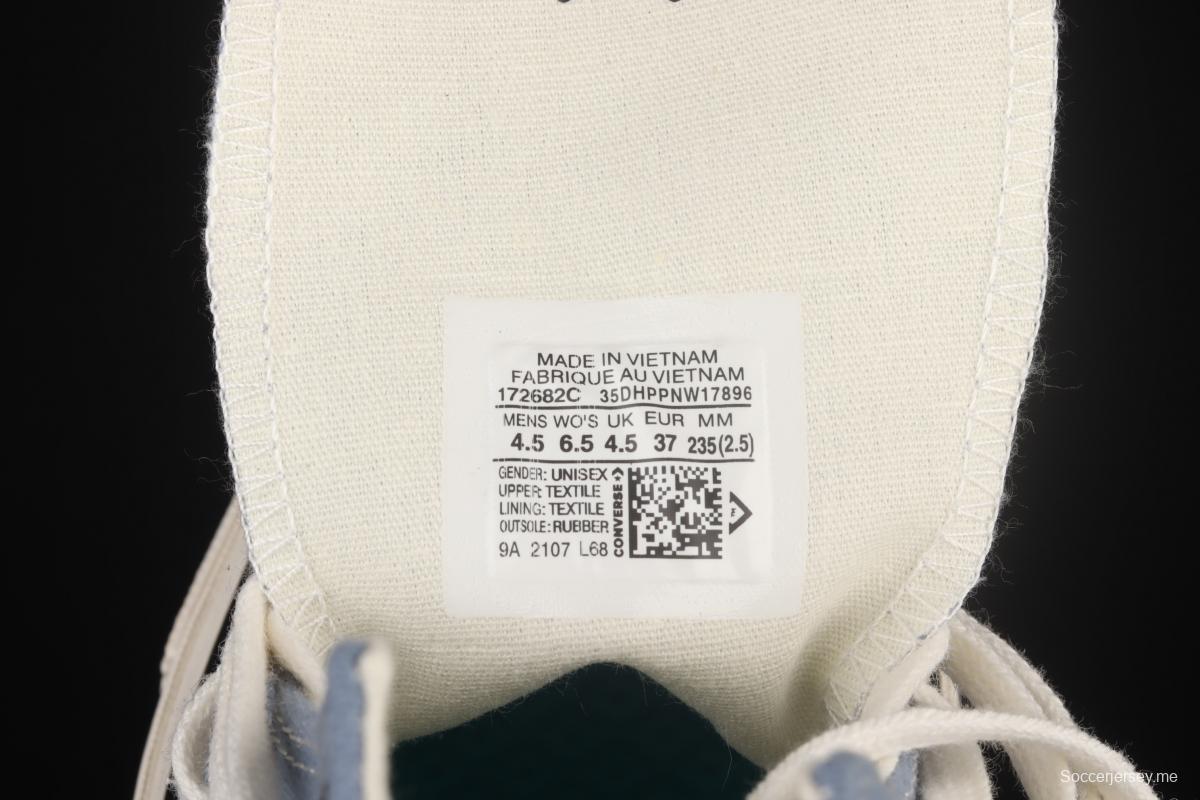 MADE IN VIETNAM
FABRIQUE AU VIETNAM
172682C 35DHPPNW17896
MENS WO'S UK EUR MM
4.5 6.5 4.5 37 235(2.5)
GENDER: UNISEX
UPPER: TEXTILE
LINING: TEXTILE
OUTSOLE: RUBBER
9A 2107 L68
CONVERSE
Soccerjersey.me